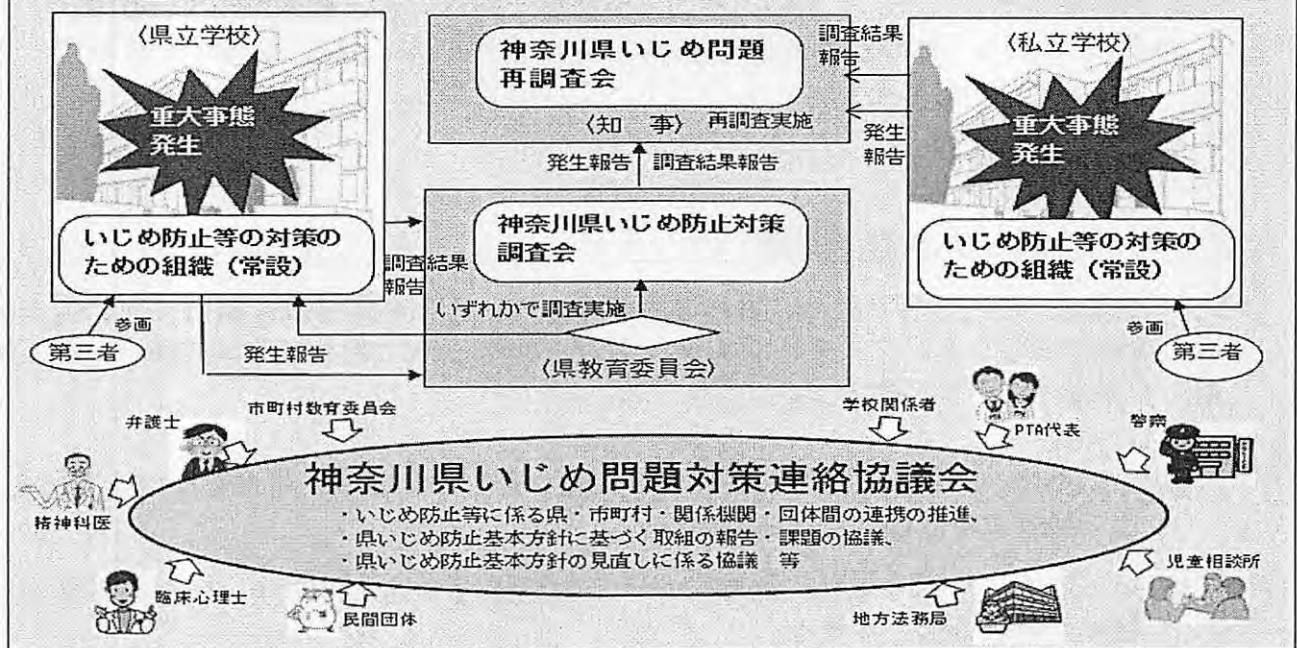 〈県立学校〉
重大事態
発生
いじめ防止等の対策の
ための組織（常設）
参画
第三者
発生報告
調査結果
報告
神奈川県いじめ問題
再調査会
〈知　事〉 再調査実施
発生報告 調査結果報告
神奈川県いじめ防止対策
調査会
いずれかで調査実施
〈県教育委員会〉
調査結果
報告
発生
報告
〈私立学校〉
重大事態
発生
いじめ防止等の対策の
ための組織（常設）
参画
第三者
弁護士
市町村教育委員会
学校関係者
PTA代表
警察
精神科医
神奈川県いじめ問題対策連絡協議会
・いじめ防止等に係る県・市町村・関係機関・団体間の連携の推進、
・県いじめ防止基本方針に基づく取組の報告・課題の協議、
・県いじめ防止基本方針の見直しに係る協議 等
児童相談所
臨床心理士
民間団体
地方法務局